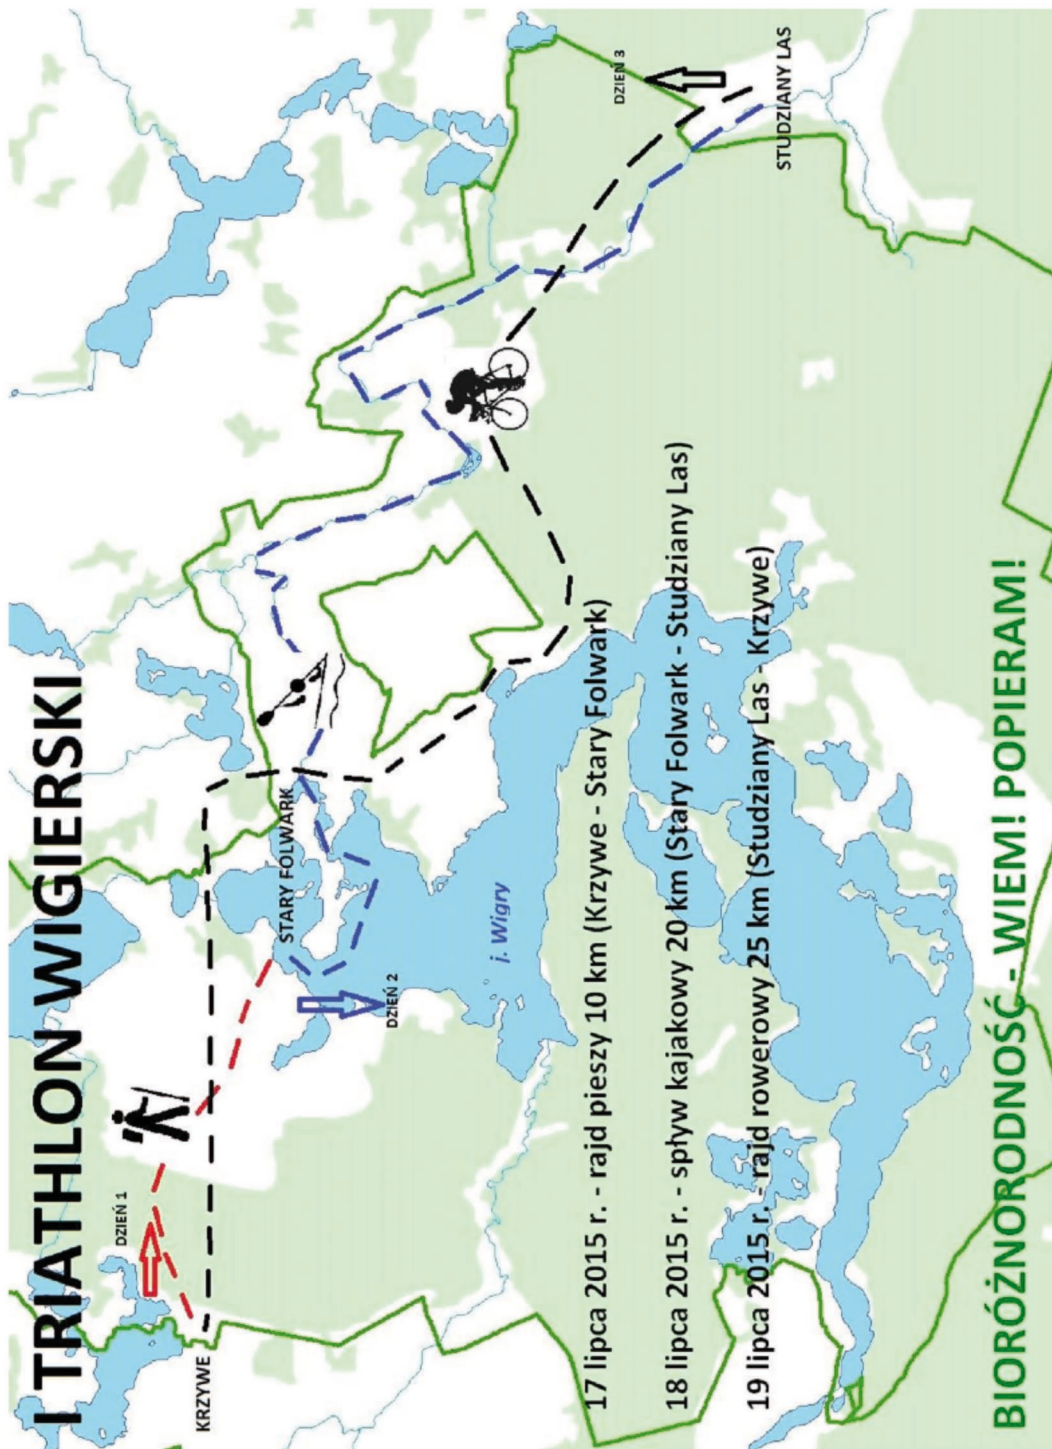 I TRIATHLON WIGIERSKI
DZIEŃ 1
KRZYWE
STARY FOLWARK
DZIEŃ 2
j. Wigry
DZIEŃ 3
STUDZIANY LAS
17 lipca 2015 r. - rajd pieszy 10 km (Krzywe - Stary Folwark)
18 lipca 2015 r. - spływ kajakowy 20 km (Stary Folwark - Studziany Las)
19 lipca 2015 r. - rajd rowerowy 25 km (Studziany Las - Krzywe)
BIORÓŻNORODNOŚĆ - WIEM! POPIERAM!